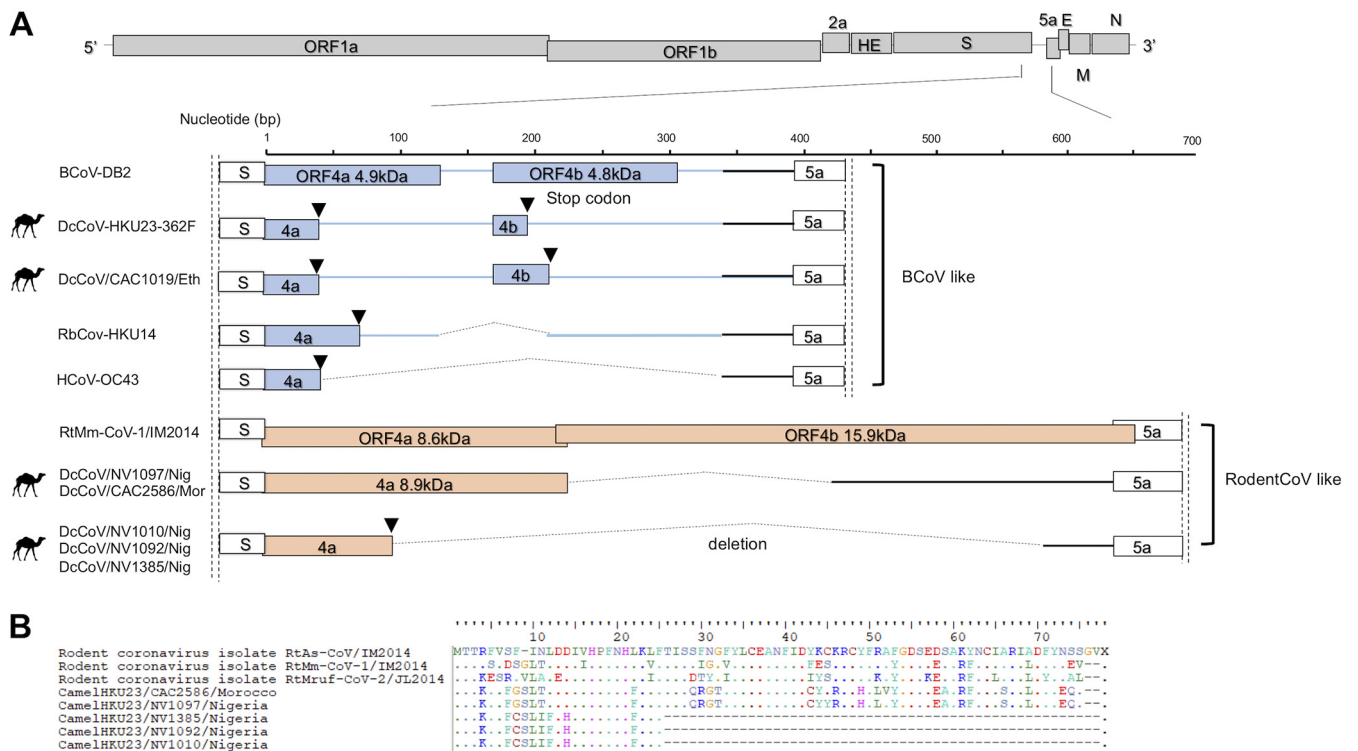 A
2a
5a E
N
5'
ORF1a
ORF1b
HE
S
3'
M
Nucleotide (bp)
1 100 200 300 400 500 600 700
BCoV-DB2
S
ORF4a 4.9kDa
ORF4b 4.8kDa
5a
Stop codon
DcCoV-HKU23-362F
S
4a
4b
5a
DcCoV/CAC1019/Eth
S
4a
4b
5a
BCoV like
RbCov-HKU14
S
4a
5a
HCoV-OC43
S
4a
5a
RtMm-CoV-1/IM2014
S
ORF4a 8.6kDa
ORF4b 15.9kDa
5a
DcCoV/NV1097/Nig
DcCoV/CAC2586/Mor
S
4a 8.9kDa
5a
RodentCoV like
DcCoV/NV1010/Nig
DcCoV/NV1092/Nig
DcCoV/NV1385/Nig
S
4a
deletion
5a
B
10 20 30 40 50 60 70
Rodent coronavirus isolate RtAs-CoV/IM2014 MTTRFVSF-INLDDIVHPFNHLKLFTISSFNGFYLCEANFIDYKCKRCYFRAFGDSEDSAKYNCIARIADFYNSSGVX
Rodent coronavirus isolate RtMm-CoV-1/IM2014
Rodent coronavirus isolate RtMruf-CoV-2/JL2014
CamelHKU23/CAC2586/Morocco
CamelHKU23/NV1097/Nigeria
CamelHKU23/NV1385/Nigeria
CamelHKU23/NV1092/Nigeria
CamelHKU23/NV1010/Nigeria